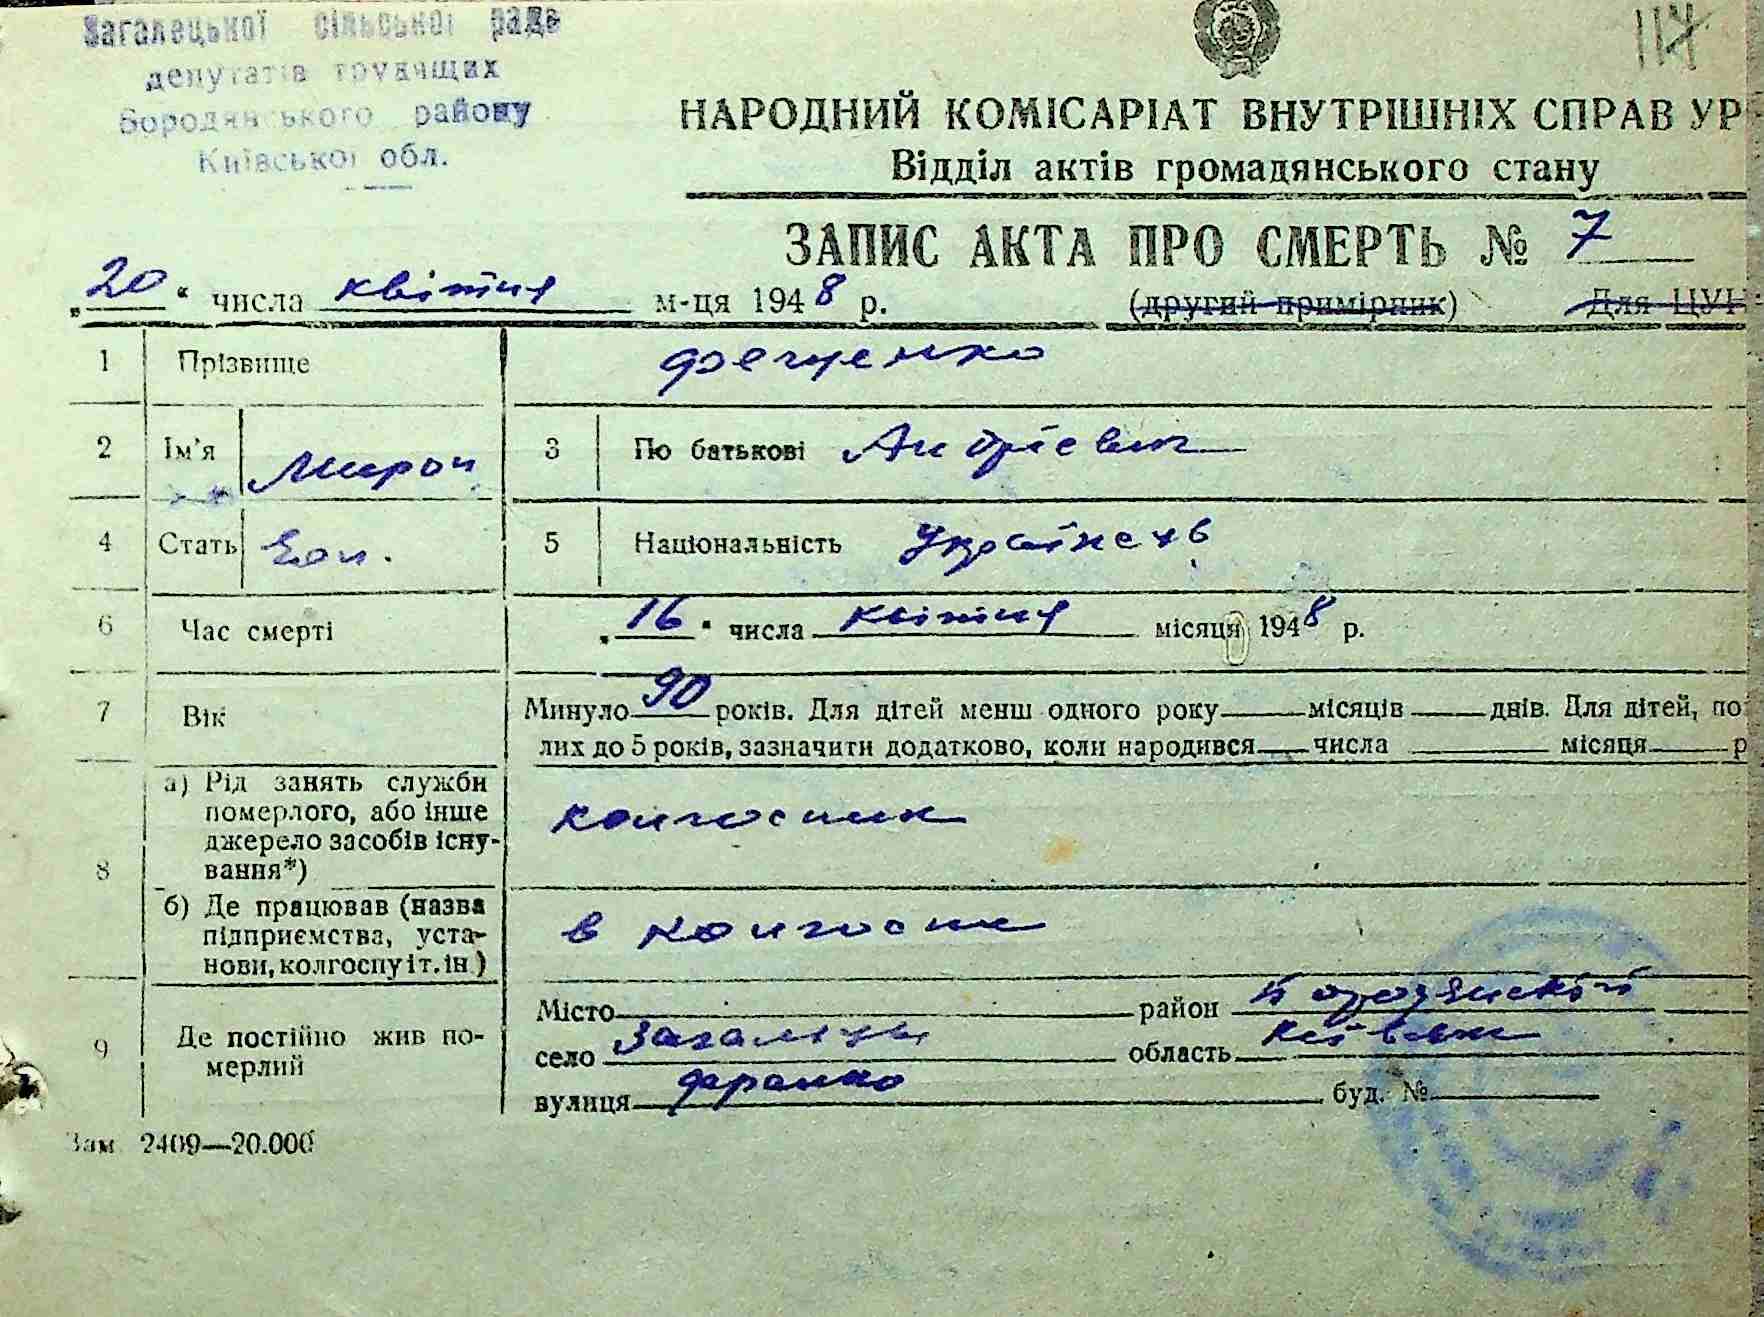 Загалецької сільської ради
депутатів трудящих
Бородянського району
Київської обл.
114
НАРОДНИЙ КОМІСАРІАТ ВНУТРІШНІХ СПРАВ УР
Відділ актів громадянського стану
ЗАПИС АКТА ПРО СМЕРТЬ № 7
„20“ числа квітня м-ця 1948 р. (другий примірник) Для ЦУН
1 Прізвище Фещенко
2 Ім'я Мирон 3 По батькові Андрієвич
4 Стать Чол. 5 Національність Українець
6 Час смерті „16" числа квітня місяця 1948 р.
7 Вік Минуло 90 років. Для дітей менш одного року місяців днів. Для дітей, по
лих до 5 років, зазначити додатково, коли народився числа місяця р
8 а) Рід занять служби
померлого, або інше
джерело засобів існу-
вання*) колгоспник
б) Де працював (назва
підприємства, уста-
нови, колгоспу і т. ін.) в колгоспі
9 Де постійно жив по-
мерлий
Місто район Бородянский
село Загальці область Київськ
вулиця Франко буд. №
Зам 2409—20.000